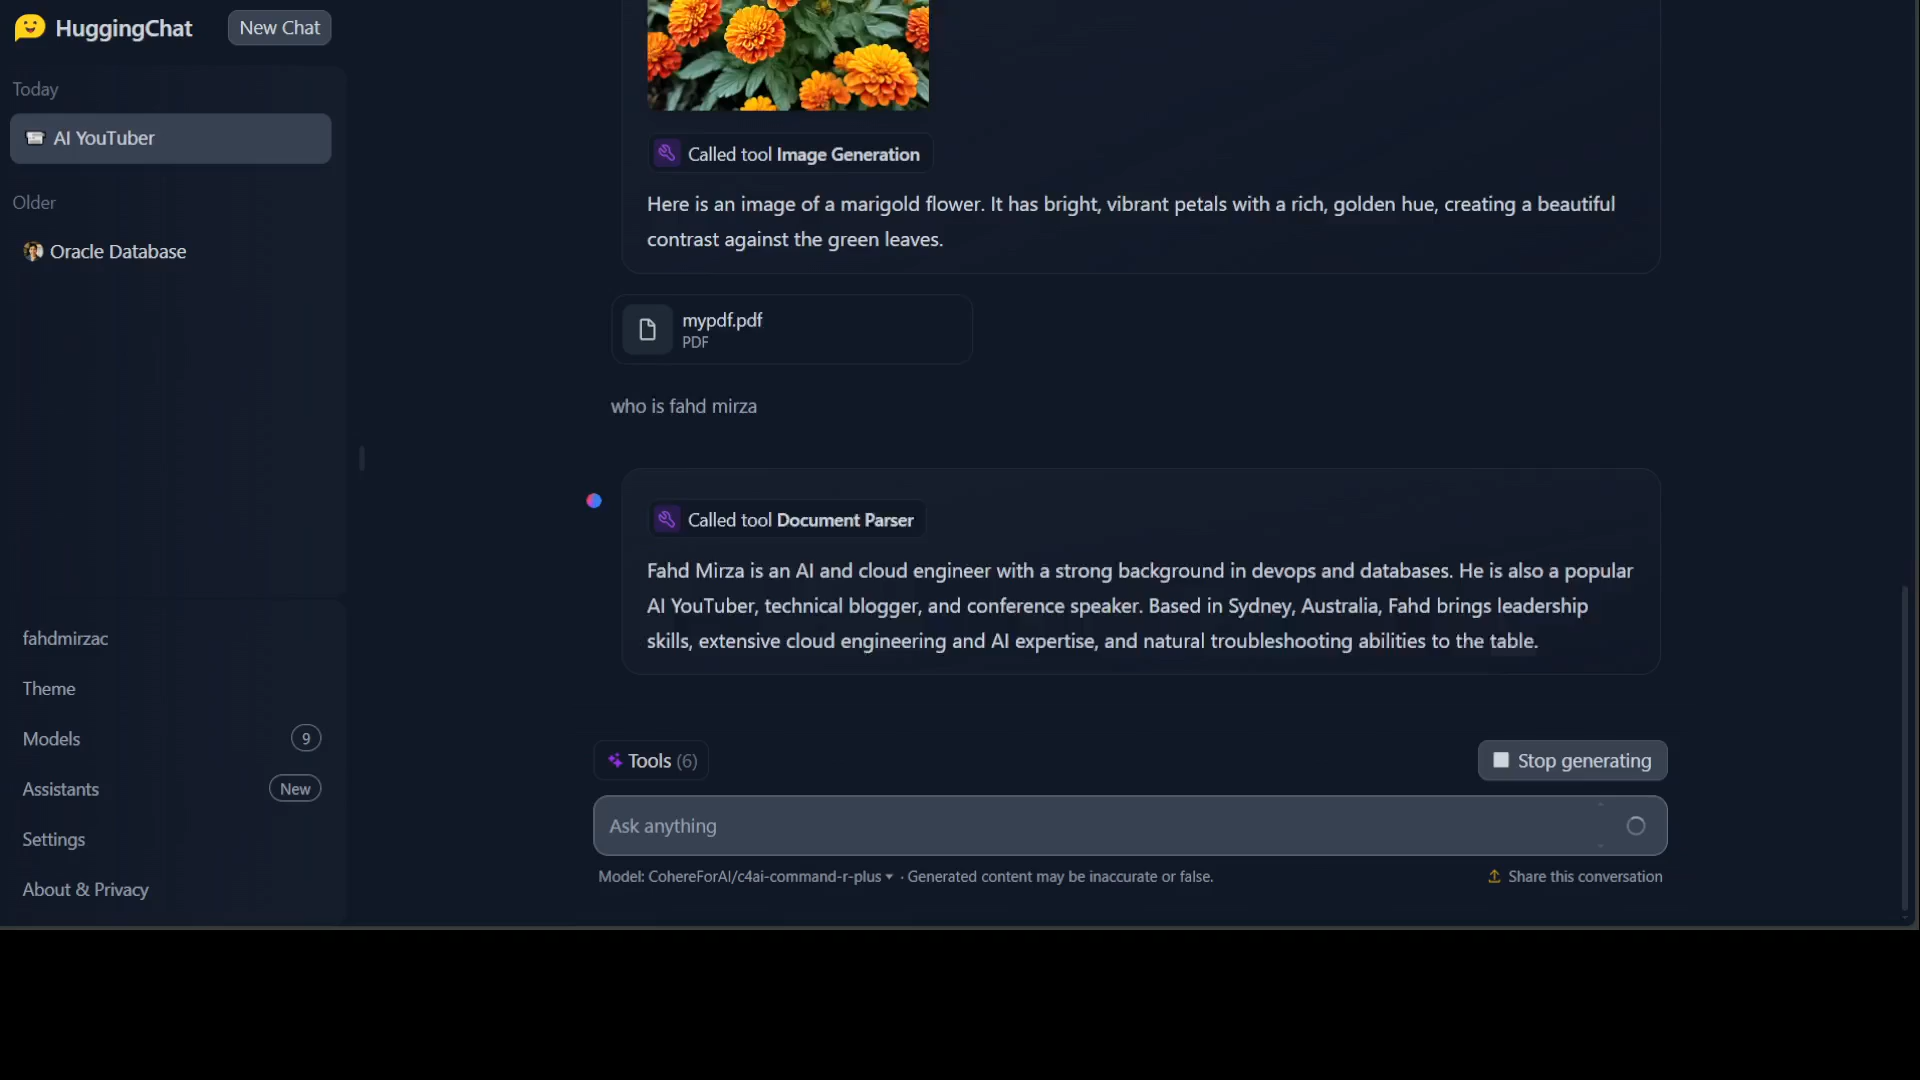 HuggingChat
New Chat
Today
AI YouTuber
Older
Oracle Database
fahdmirzac
Theme
Models 9
Assistants New
Settings
About & Privacy
Called tool Image Generation
Here is an image of a marigold flower. It has bright, vibrant petals with a rich, golden hue, creating a beautiful
contrast against the green leaves.
mypdf.pdf
PDF
who is fahd mirza
Called tool Document Parser
Fahd Mirza is an AI and cloud engineer with a strong background in devops and databases. He is also a popular
AI YouTuber, technical blogger, and conference speaker. Based in Sydney, Australia, Fahd brings leadership
skills, extensive cloud engineering and AI expertise, and natural troubleshooting abilities to the table.
Tools (6)
Stop generating
Ask anything
Model: CohereForAI/c4ai-command-r-plus · Generated content may be inaccurate or false.
Share this conversation